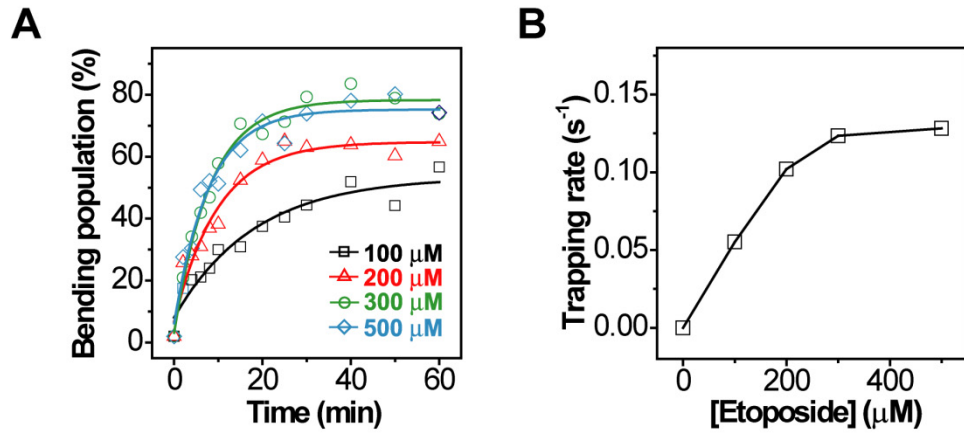 A
Bending population (%)
80
60
40
20
0
100 μM
200 μM
300 μM
500 μM
0 20 40 60
Time (min)
B
Trapping rate (s⁻¹)
0.15
0.10
0.05
0.00
0 200 400
[Etoposide] (μM)